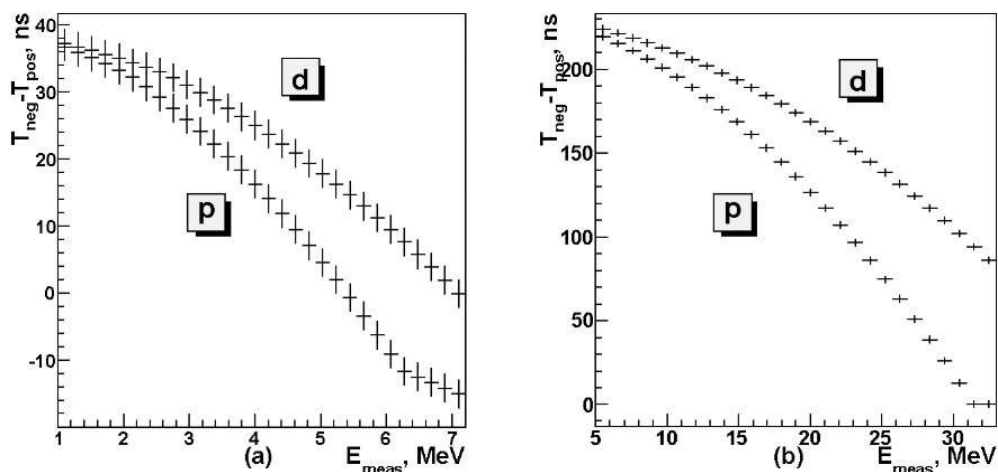 T_neg-T_pos, ns
40
30
20
10
0
-10
d
p
1 2 3 4 5 6 7
(a) E_meas, MeV
T_neg-T_pos, ns
200
150
100
50
0
d
p
5 10 15 20 25 30
(b) E_meas, MeV